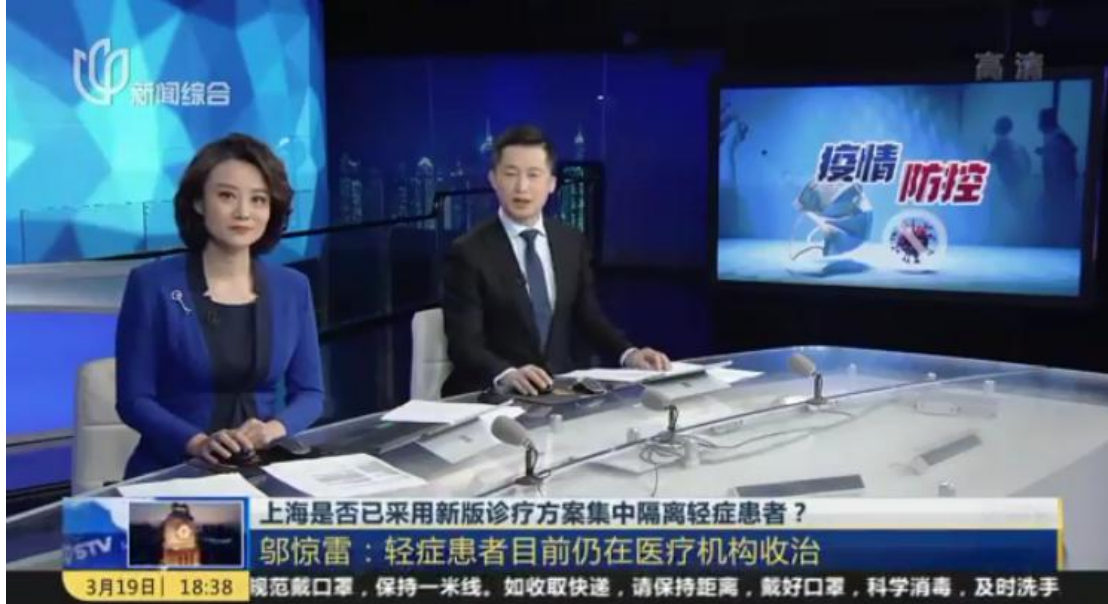 新闻综合
高清
疫情
防控
上海是否已采用新版诊疗方案集中隔离轻症患者？
STV
邬惊雷：轻症患者目前仍在医疗机构收治
3月19日 18:38 规范戴口罩，保持一米线。如收取快递，请保持距离，戴好口罩，科学消毒，及时洗手